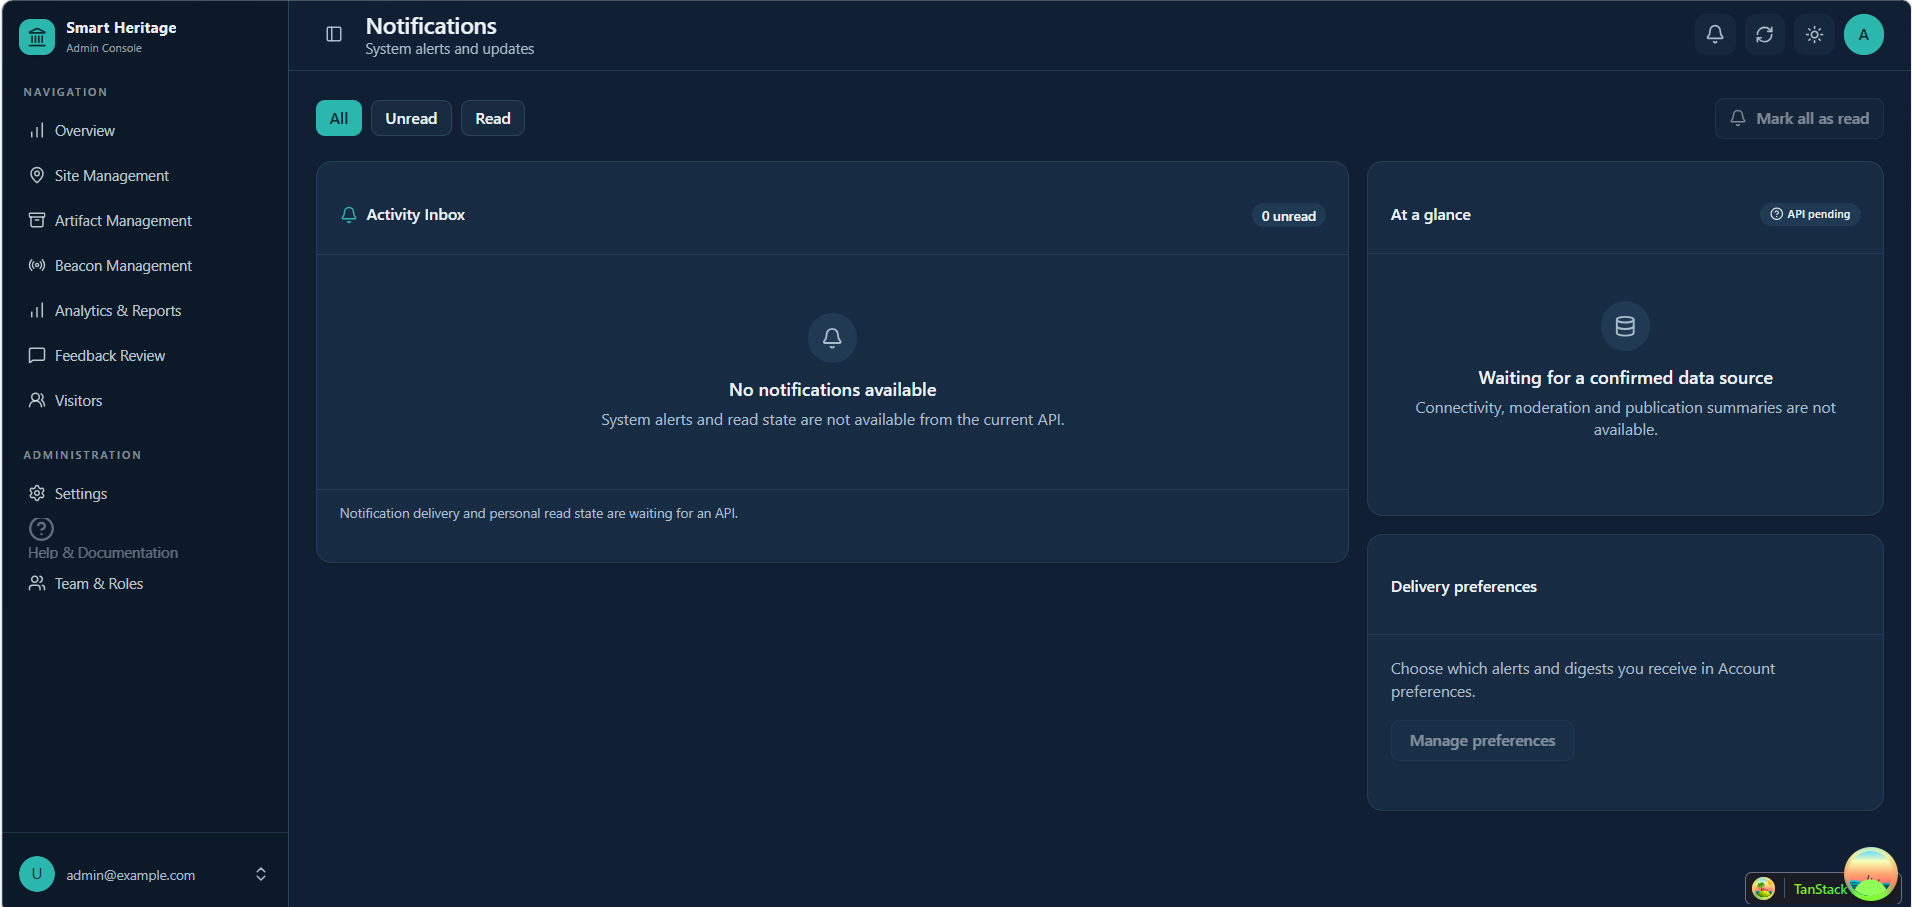 Smart Heritage
Admin Console
NAVIGATION
Overview
Site Management
Artifact Management
Beacon Management
Analytics & Reports
Feedback Review
Visitors
ADMINISTRATION
Settings
Help & Documentation
Team & Roles
U
admin@example.com
Notifications
System alerts and updates
A
All
Unread
Read
Mark all as read
Activity Inbox
0 unread
No notifications available
System alerts and read state are not available from the current API.
Notification delivery and personal read state are waiting for an API.
At a glance
API pending
Waiting for a confirmed data source
Connectivity, moderation and publication summaries are not
available.
Delivery preferences
Choose which alerts and digests you receive in Account
preferences.
Manage preferences
TanStack